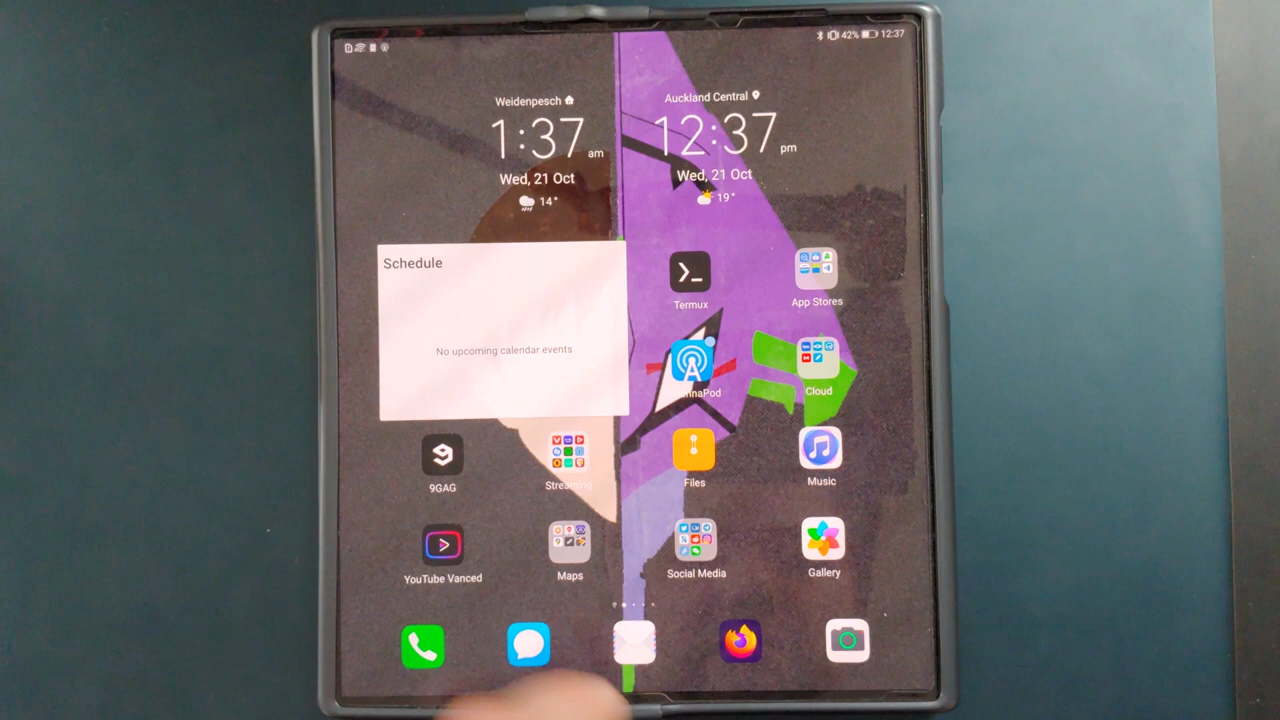 42% 12:37
Weidenpesch
1:37 am
Wed, 21 Oct
14°
Auckland Central
12:37 pm
Wed, 21 Oct
19°
Schedule
No upcoming calendar events
Termux
App Stores
nnaPod
Cloud
9GAG
Streaming
Files
Music
YouTube Vanced
Maps
Social Media
Gallery